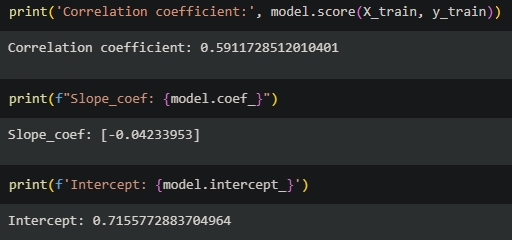 print('Correlation coefficient:', model.score(X_train, y_train))
Correlation coefficient: 0.5911728512010401
print(f"Slope_coef: {model.coef_}")
Slope_coef: [-0.04233953]
print(f'Intercept: {model.intercept_}')
Intercept: 0.7155772883704964